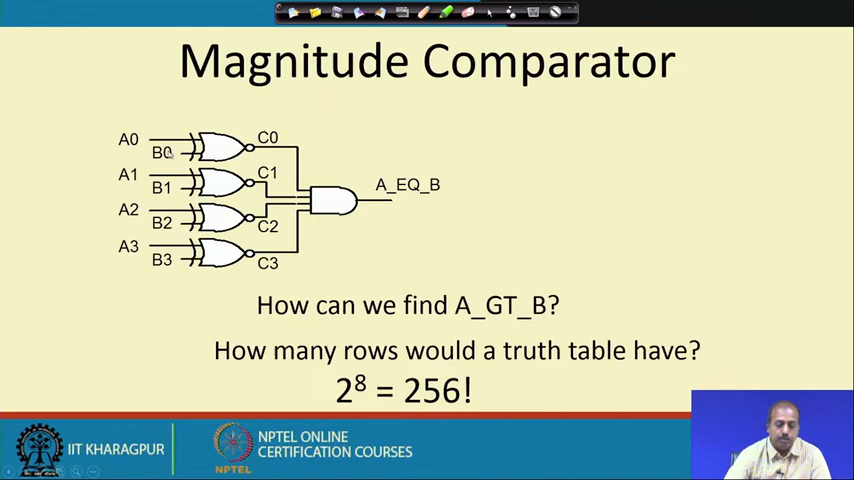 Magnitude Comparator
A0
B0
C0
A1
B1
C1
A_EQ_B
A2
B2
C2
A3
B3
C3
How can we find A_GT_B?
How many rows would a truth table have?
2⁸ = 256!
IIT KHARAGPUR
NPTEL
NPTEL ONLINE
CERTIFICATION COURSES